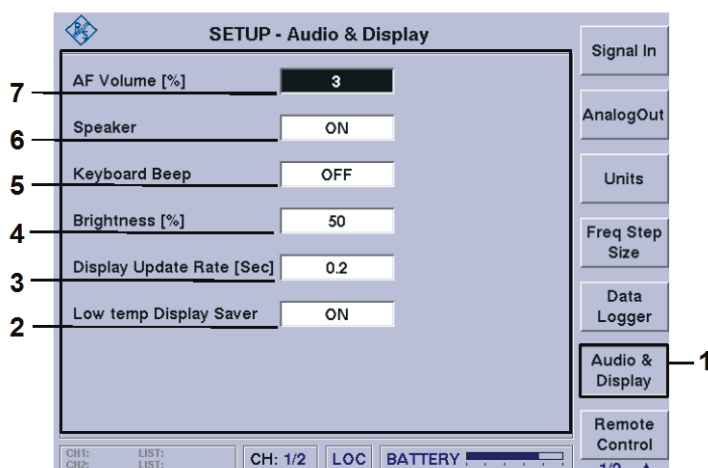 SETUP - Audio & Display
7 AF Volume [%] 3
6 Speaker ON
5 Keyboard Beep OFF
4 Brightness [%] 50
3 Display Update Rate [Sec] 0.2
2 Low temp Display Saver ON
Signal In
AnalogOut
Units
Freq Step
Size
Data
Logger
Audio &
Display
1
Remote
Control
1/2
CH1: LIST:
CH2: LIST:
CH: 1/2 LOC BATTERY